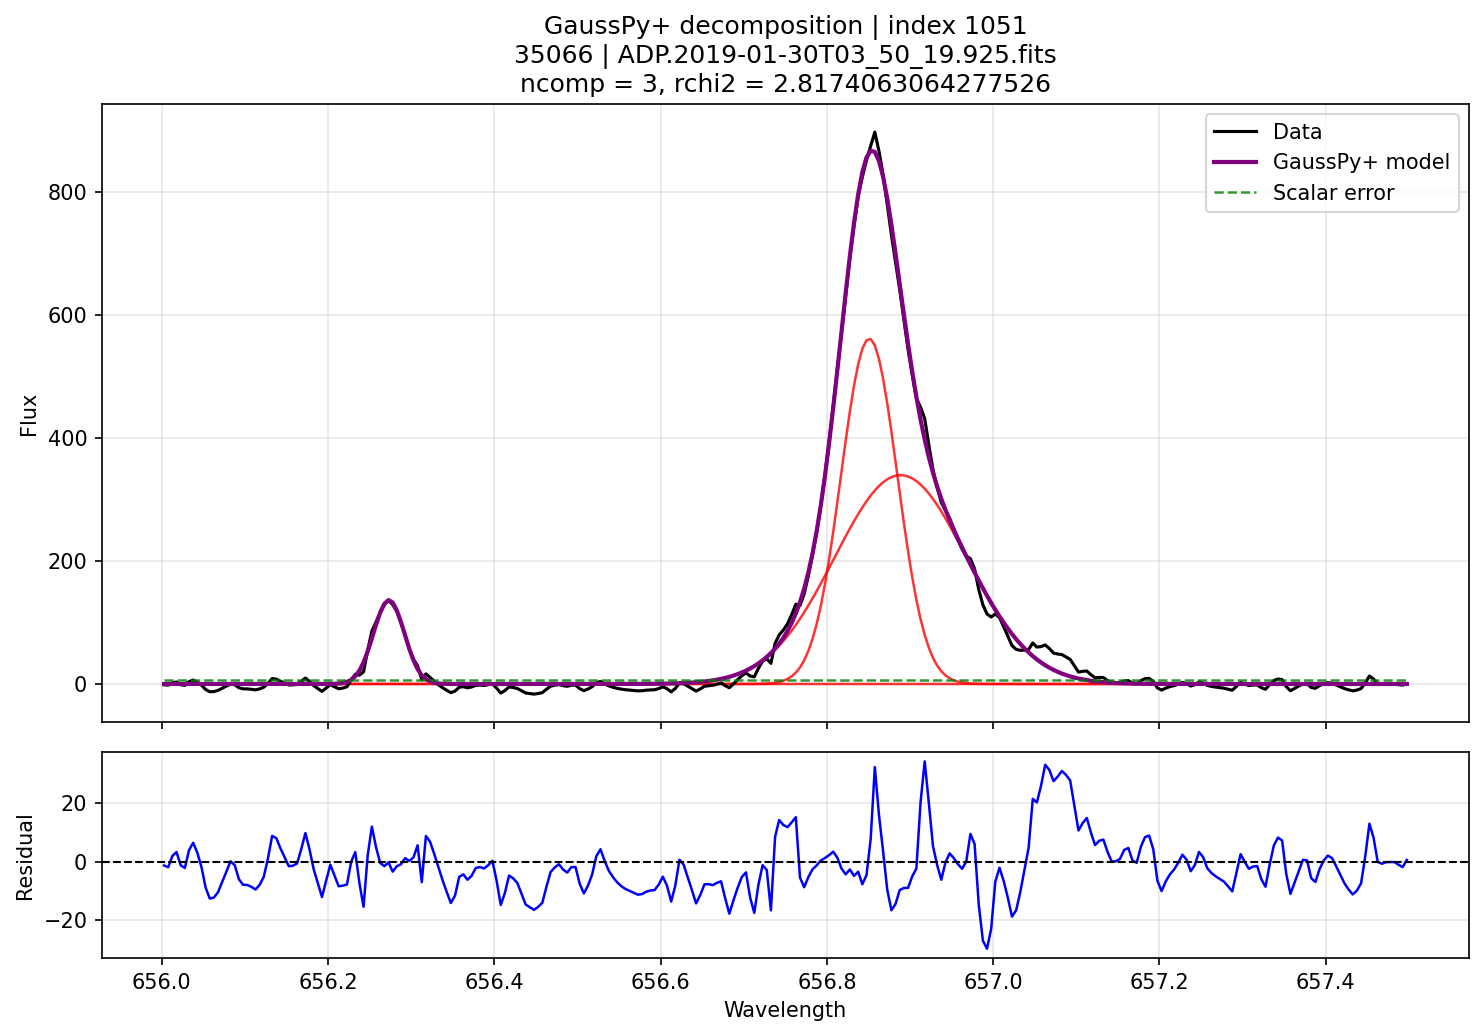 GaussPy+ decomposition | index 1051
35066 | ADP.2019-01-30T03_50_19.925.fits
ncomp = 3, rchi2 = 2.8174063064277526
Data
GaussPy+ model
Scalar error
Flux
800
600
400
200
0
Residual
20
0
−20
656.0
656.2
656.4
656.6
656.8
657.0
657.2
657.4
Wavelength